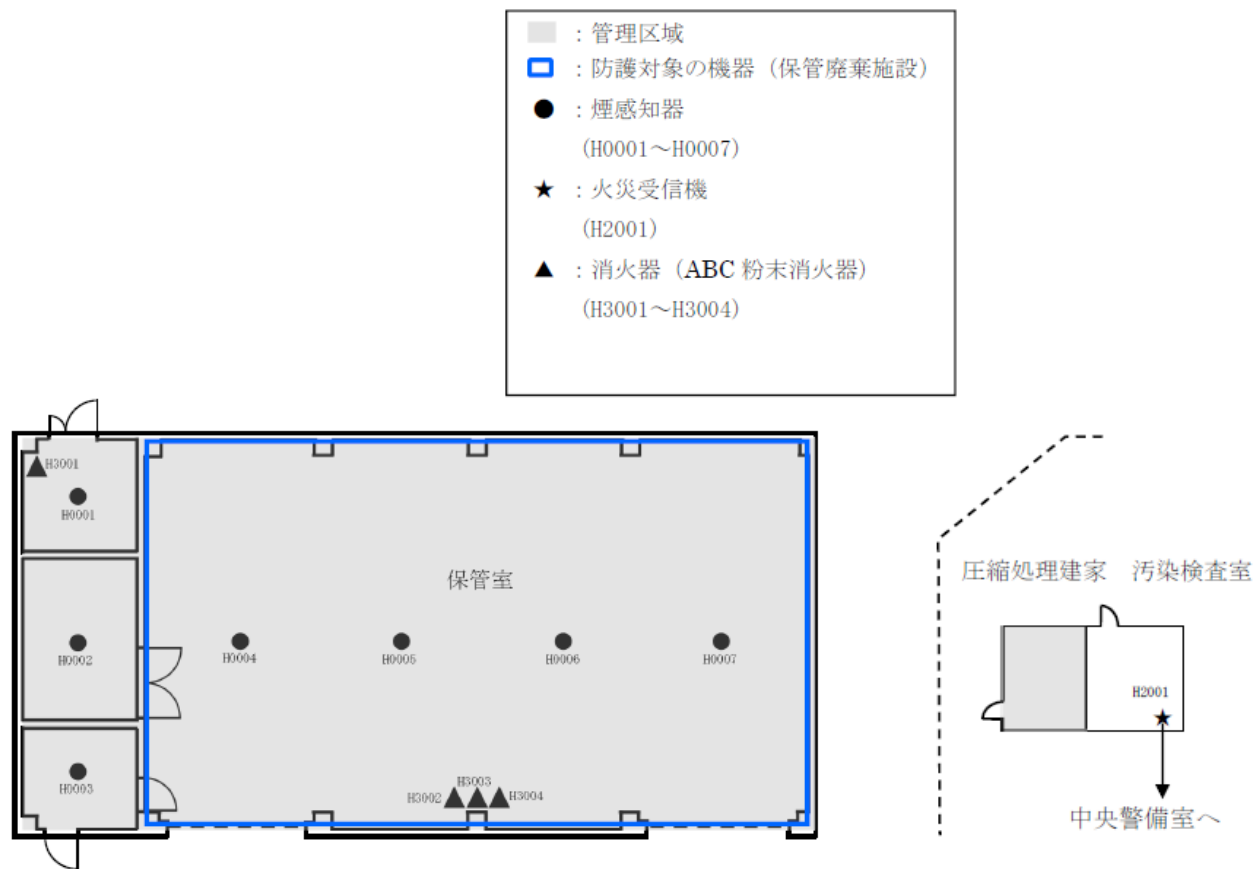 ：管理区域
：防護対象の機器（保管廃棄施設）
：煙感知器
(H0001～H0007)
：火災受信機
(H2001)
：消火器（ABC 粉末消火器）
(H3001～H3004)
H3001
H0001
保管室
圧縮処理建家　汚染検査室
H0002
H0004
H0005
H0006
H0007
H2001
H0003
H3003
H3002
H3004
中央警備室へ